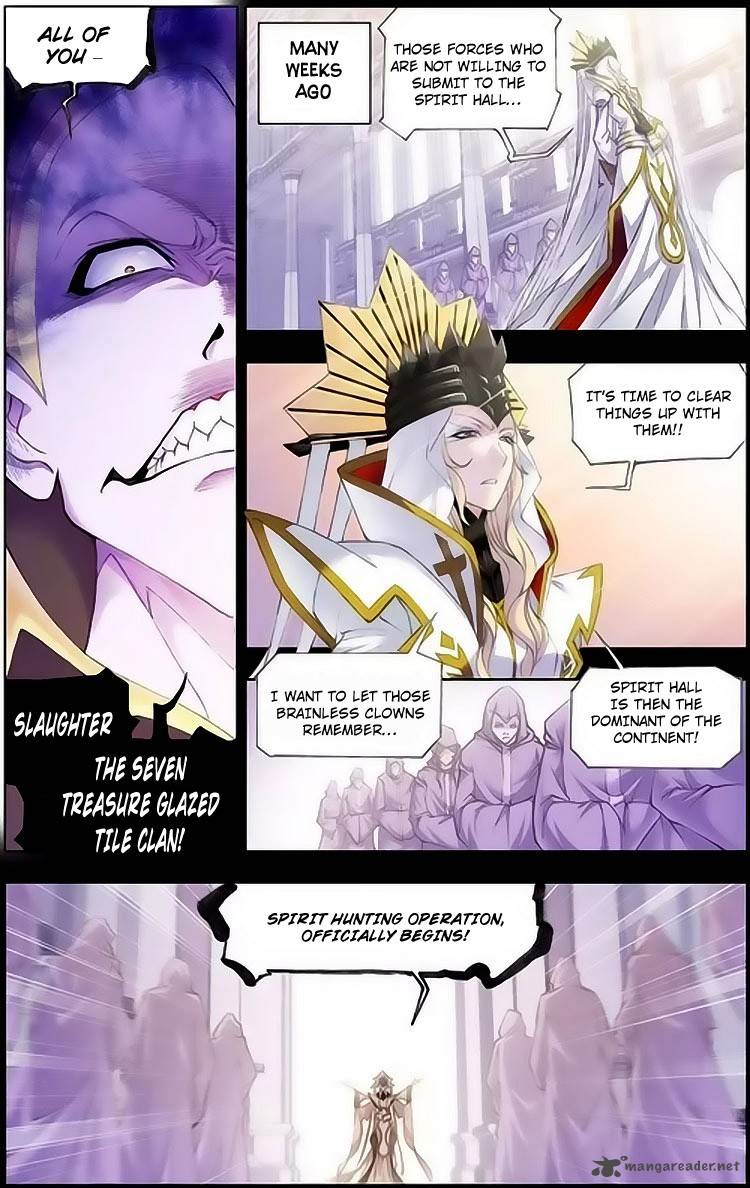 ALL OF
YOU –
SLAUGHTER
THE SEVEN
TREASURE GLAZED
TILE CLAN!
MANY
WEEKS
AGO
THOSE FORCES WHO
ARE NOT WILLING TO
SUBMIT TO THE
SPIRIT HALL...
IT'S TIME TO CLEAR
THINGS UP WITH
THEM!!
I WANT TO LET THOSE
BRAINLESS CLOWNS
REMEMBER...
SPIRIT HALL
IS THEN THE
DOMINANT OF THE
CONTINENT!
SPIRIT HUNTING OPERATION,
OFFICIALLY BEGINS!
mangareader.net